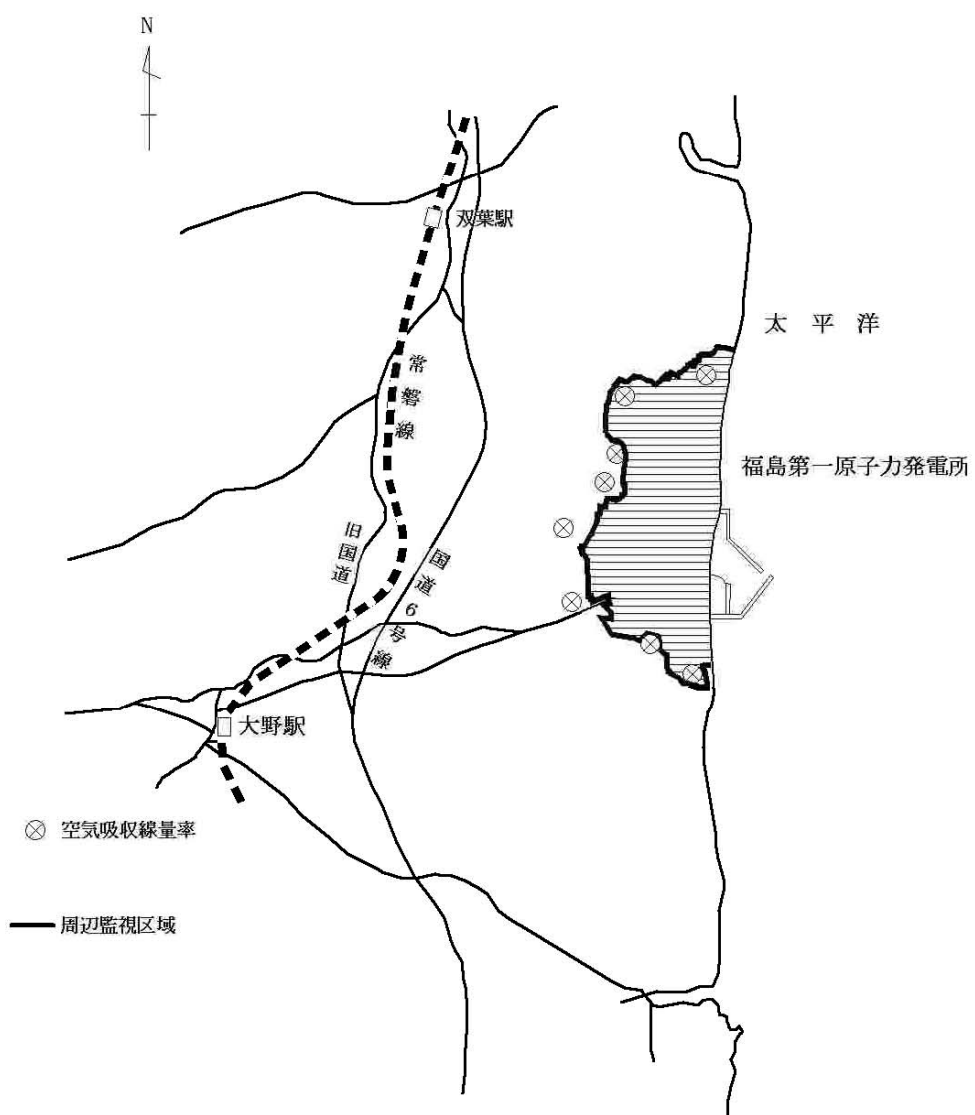 N
双葉駅
太 平 洋
常磐線
福島第一原子力発電所
旧国道
国道6号線
大野駅
空気吸収線量率
周辺監視区域